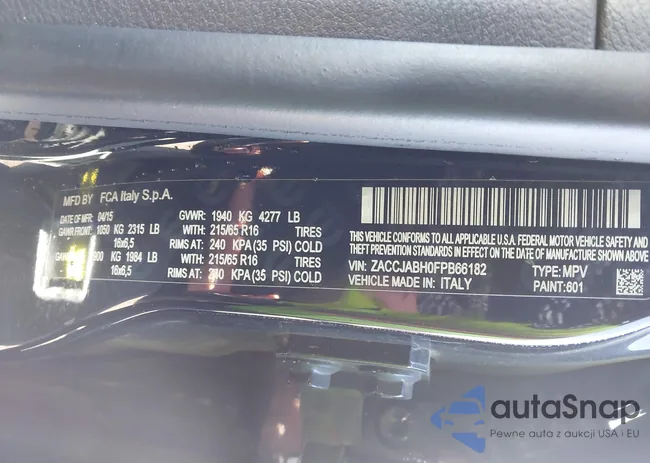 MFD BY FCA Italy S.p.A.
DATE OF MFR: 04/15 GVWR: 1940 KG 4277 LB
GAWR FRONT: 1050 KG 2315 LB WITH 215/65 R16 TIRES
16x6,5 RIMS AT 240 KPA (35 PSI) COLD
900 KG 1984 LB WITH 215/65 R16 TIRES
16x6,5 RIMS AT 240 KPA (35 PSI) COLD
THIS VEHICLE CONFORMS TO ALL APPLICABLE U.S.A. FEDERAL MOTOR
VEHICLE SAFETY, BUMPER AND
THEFT PREVENTION STANDARDS IN EFFECT ON THE DATE OF MANUFACTURE SHOWN ABOVE
VIN: ZACCJABH0FPB66182 TYPE: MPV
VEHICLE MADE IN: ITALY PAINT: 601
autaSnap
Pewne auta z aukcji USA i EU